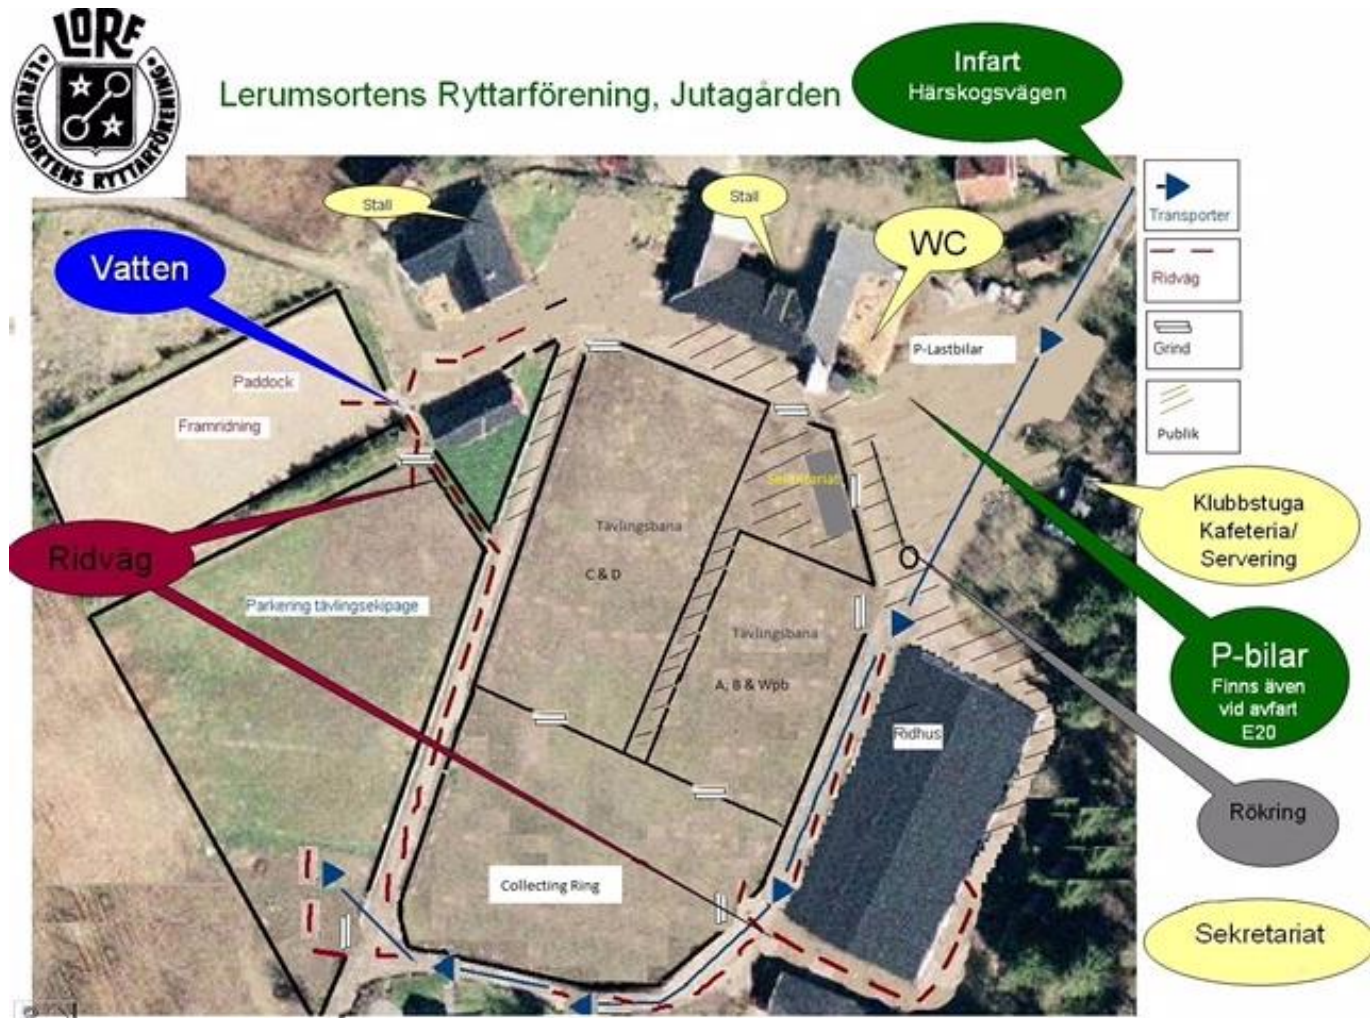 LORF
LERUMSORTENS RYTTARFÖRENING
Lerumsortens Ryttarförening, Jutagården
Infart
Härskogsvägen
Stall
Stall
WC
Vatten
Transporter
Ridväg
Grind
Publik
P-Lastbilar
Paddock
Framridning
Sekretariat
Klubbstuga
Kafeteria/
Servering
Tävlingsbana
C & D
Ridväg
Parkering tävlingsekipage
Tävlingsbana
A, B & Wpb
P-bilar
Finns även
vid avfart
E20
Ridhus
Rökring
Collecting Ring
Sekretariat